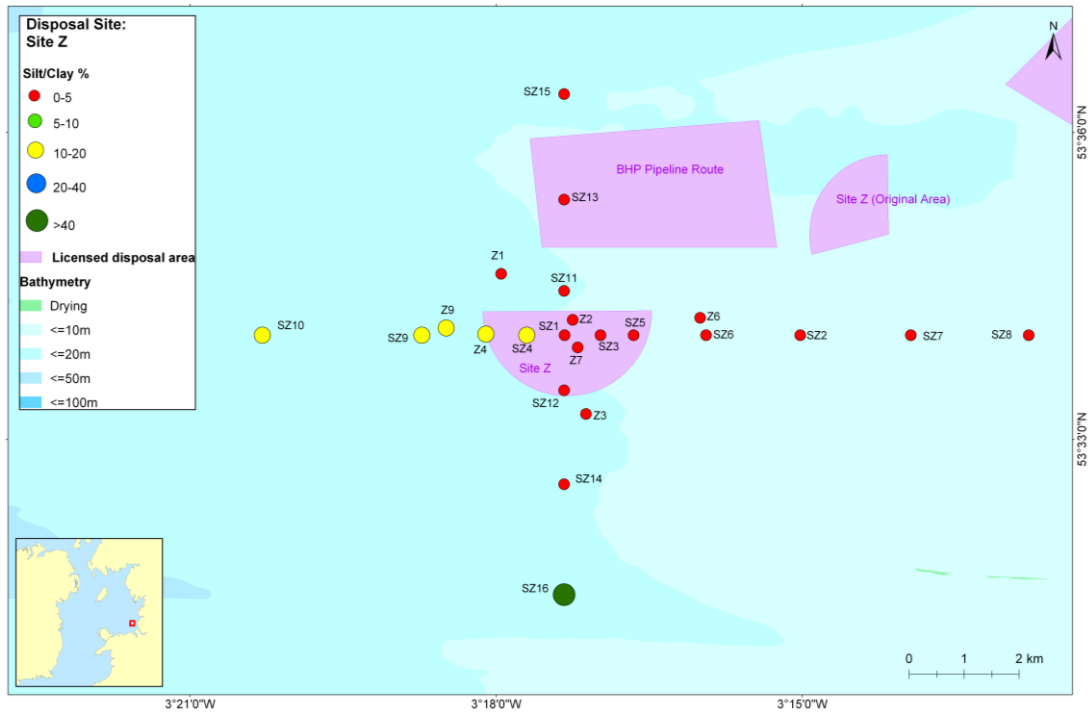 Disposal Site:
Site Z
Silt/Clay %
0-5
5-10
10-20
20-40
>40
Licensed disposal area
Bathymetry
Drying
<=10m
<=20m
<=50m
<=100m
N
SZ15
53°36'0"N
BHP Pipeline Route
SZ13
Site Z (Original Area)
Z1
SZ11
Z9
Z2
Z6
SZ10
SZ9
Z4
SZ4
SZ1
SZ3
SZ5
SZ6
SZ2
SZ7
SZ8
Z7
Site Z
SZ12
Z3
53°33'0"N
SZ14
SZ16
0 1 2 km
3°21'0"W
3°18'0"W
3°15'0"W